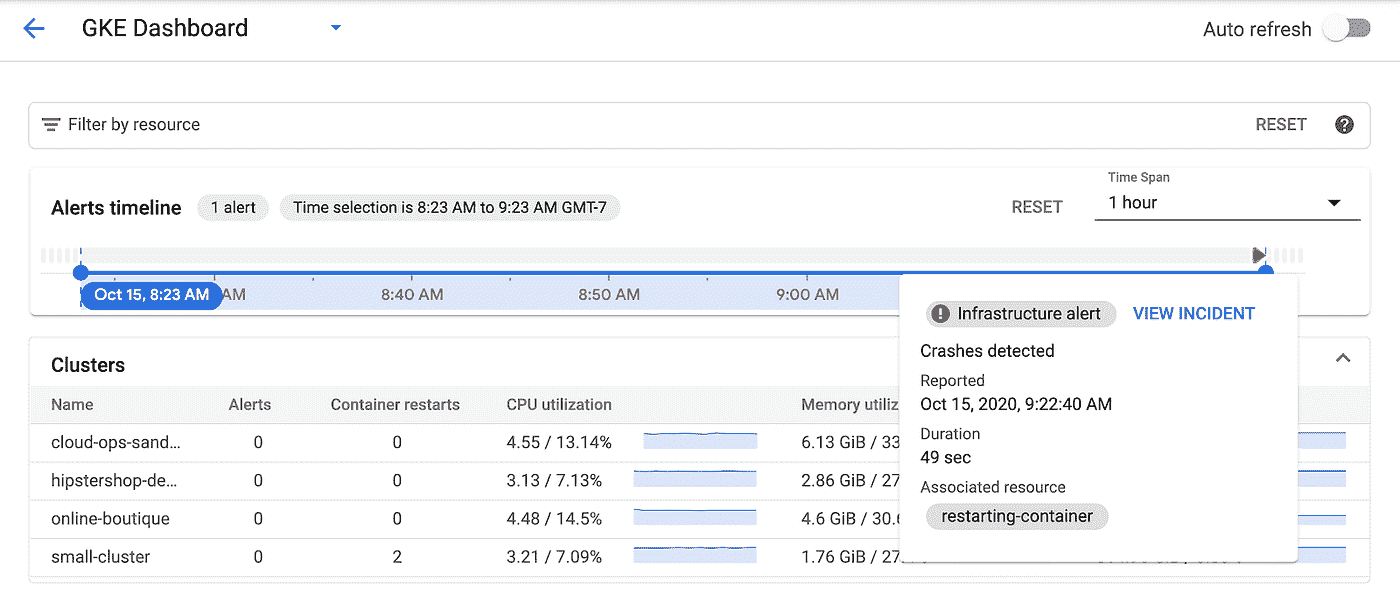 GKE Dashboard
Auto refresh
Filter by resource
RESET
Alerts timeline
1 alert
Time selection is 8:23 AM to 9:23 AM GMT-7
RESET
Time Span
1 hour
Oct 15, 8:23 AM
AM
8:40 AM
8:50 AM
9:00 AM
Infrastructure alert
VIEW INCIDENT
Crashes detected
Reported
Oct 15, 2020, 9:22:40 AM
Duration
49 sec
Associated resource
restarting-container
Clusters
Name Alerts Container restarts CPU utilization Memory utiliz
cloud-ops-sand... 0 0 4.55 / 13.14% 6.13 GiB / 33
hipstershop-de... 0 0 3.13 / 7.13% 2.86 GiB / 27
online-boutique 0 0 4.48 / 14.5% 4.6 GiB / 30.6
small-cluster 0 2 3.21 / 7.09% 1.76 GiB / 27